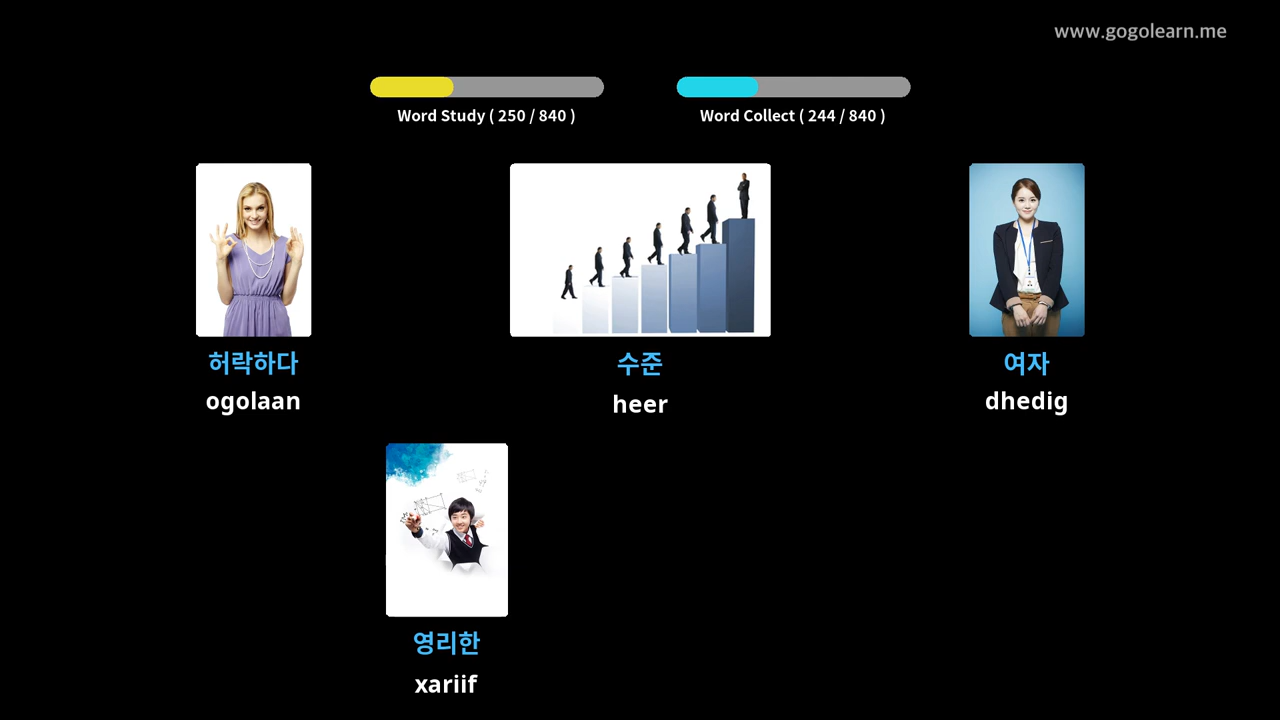 www.gogolearn.me
Word Study ( 250 / 840 )
Word Collect ( 244 / 840 )
허락하다
수준
여자
ogolaan
heer
dhedig
영리한
xariif